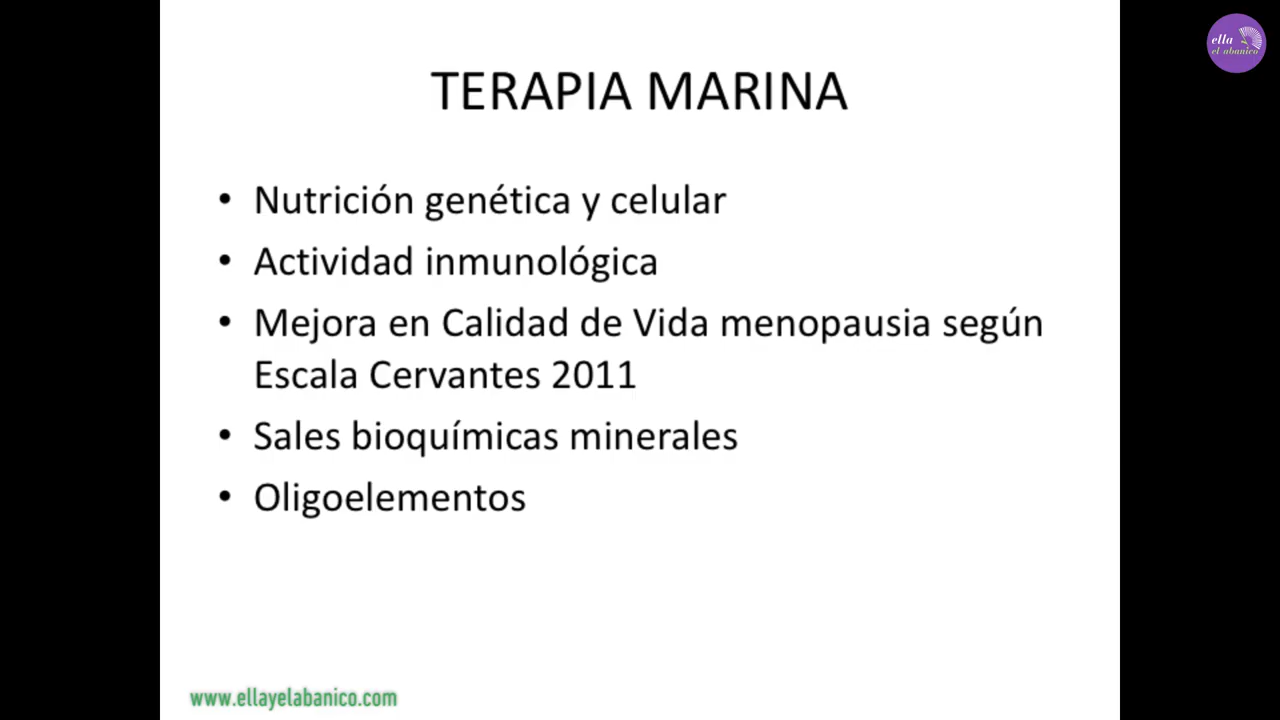 ella
el abanico
TERAPIA MARINA
• Nutrición genética y celular
• Actividad inmunológica
• Mejora en Calidad de Vida menopausia según
Escala Cervantes 2011
• Sales bioquímicas minerales
• Oligoelementos
www.ellayelabanico.com